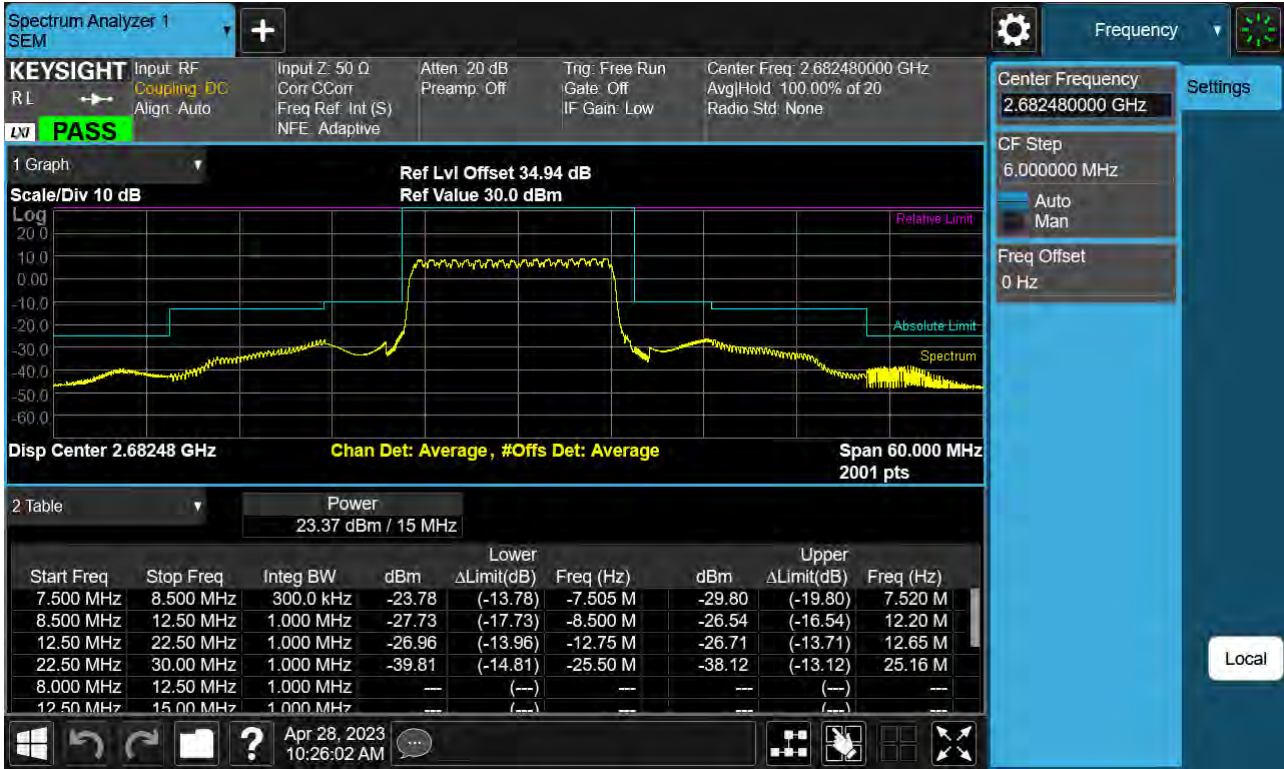 Spectrum Analyzer 1
SEM
Frequency
KEYSIGHT
R L
LXI
PASS
Input: RF
Coupling: DC
Align: Auto
Input Z: 50 Ω
Corr CCorr
Freq Ref: Int (S)
NFE: Adaptive
Atten: 20 dB
Preamp: Off
Trig: Free Run
Gate: Off
IF Gain: Low
Center Freq: 2.682480000 GHz
Avg|Hold: 100.00% of 20
Radio Std: None
Center Frequency
2.682480000 GHz
Settings
CF Step
6.000000 MHz
Auto
Man
Freq Offset
0 Hz
1 Graph
Ref Lvl Offset 34.94 dB
Scale/Div 10 dB
Ref Value 30.0 dBm
Log
20.0
10.0
0.00
-10.0
-20.0
-30.0
-40.0
-50.0
-60.0
Relative Limit
Absolute Limit
Spectrum
Disp Center 2.68248 GHz
Chan Det: Average, #Offs Det: Average
Span 60.000 MHz
2001 pts
2 Table
Power
23.37 dBm / 15 MHz
Lower Upper
Start Freq Stop Freq Integ BW dBm ΔLimit(dB) Freq (Hz) dBm ΔLimit(dB) Freq (Hz)
7.500 MHz 8.500 MHz 300.0 kHz -23.78 (-13.78) -7.505 M -29.80 (-19.80) 7.520 M
8.500 MHz 12.50 MHz 1.000 MHz -27.73 (-17.73) -8.500 M -26.54 (-16.54) 12.20 M
12.50 MHz 22.50 MHz 1.000 MHz -26.96 (-13.96) -12.75 M -26.71 (-13.71) 12.65 M
22.50 MHz 30.00 MHz 1.000 MHz -39.81 (-14.81) -25.50 M -38.12 (-13.12) 25.16 M
8.000 MHz 12.50 MHz 1.000 MHz --- (---) --- --- (---) ---
12.50 MHz 15.00 MHz 1.000 MHz --- (---) --- --- (---) ---
Local
Apr 28, 2023
10:26:02 AM